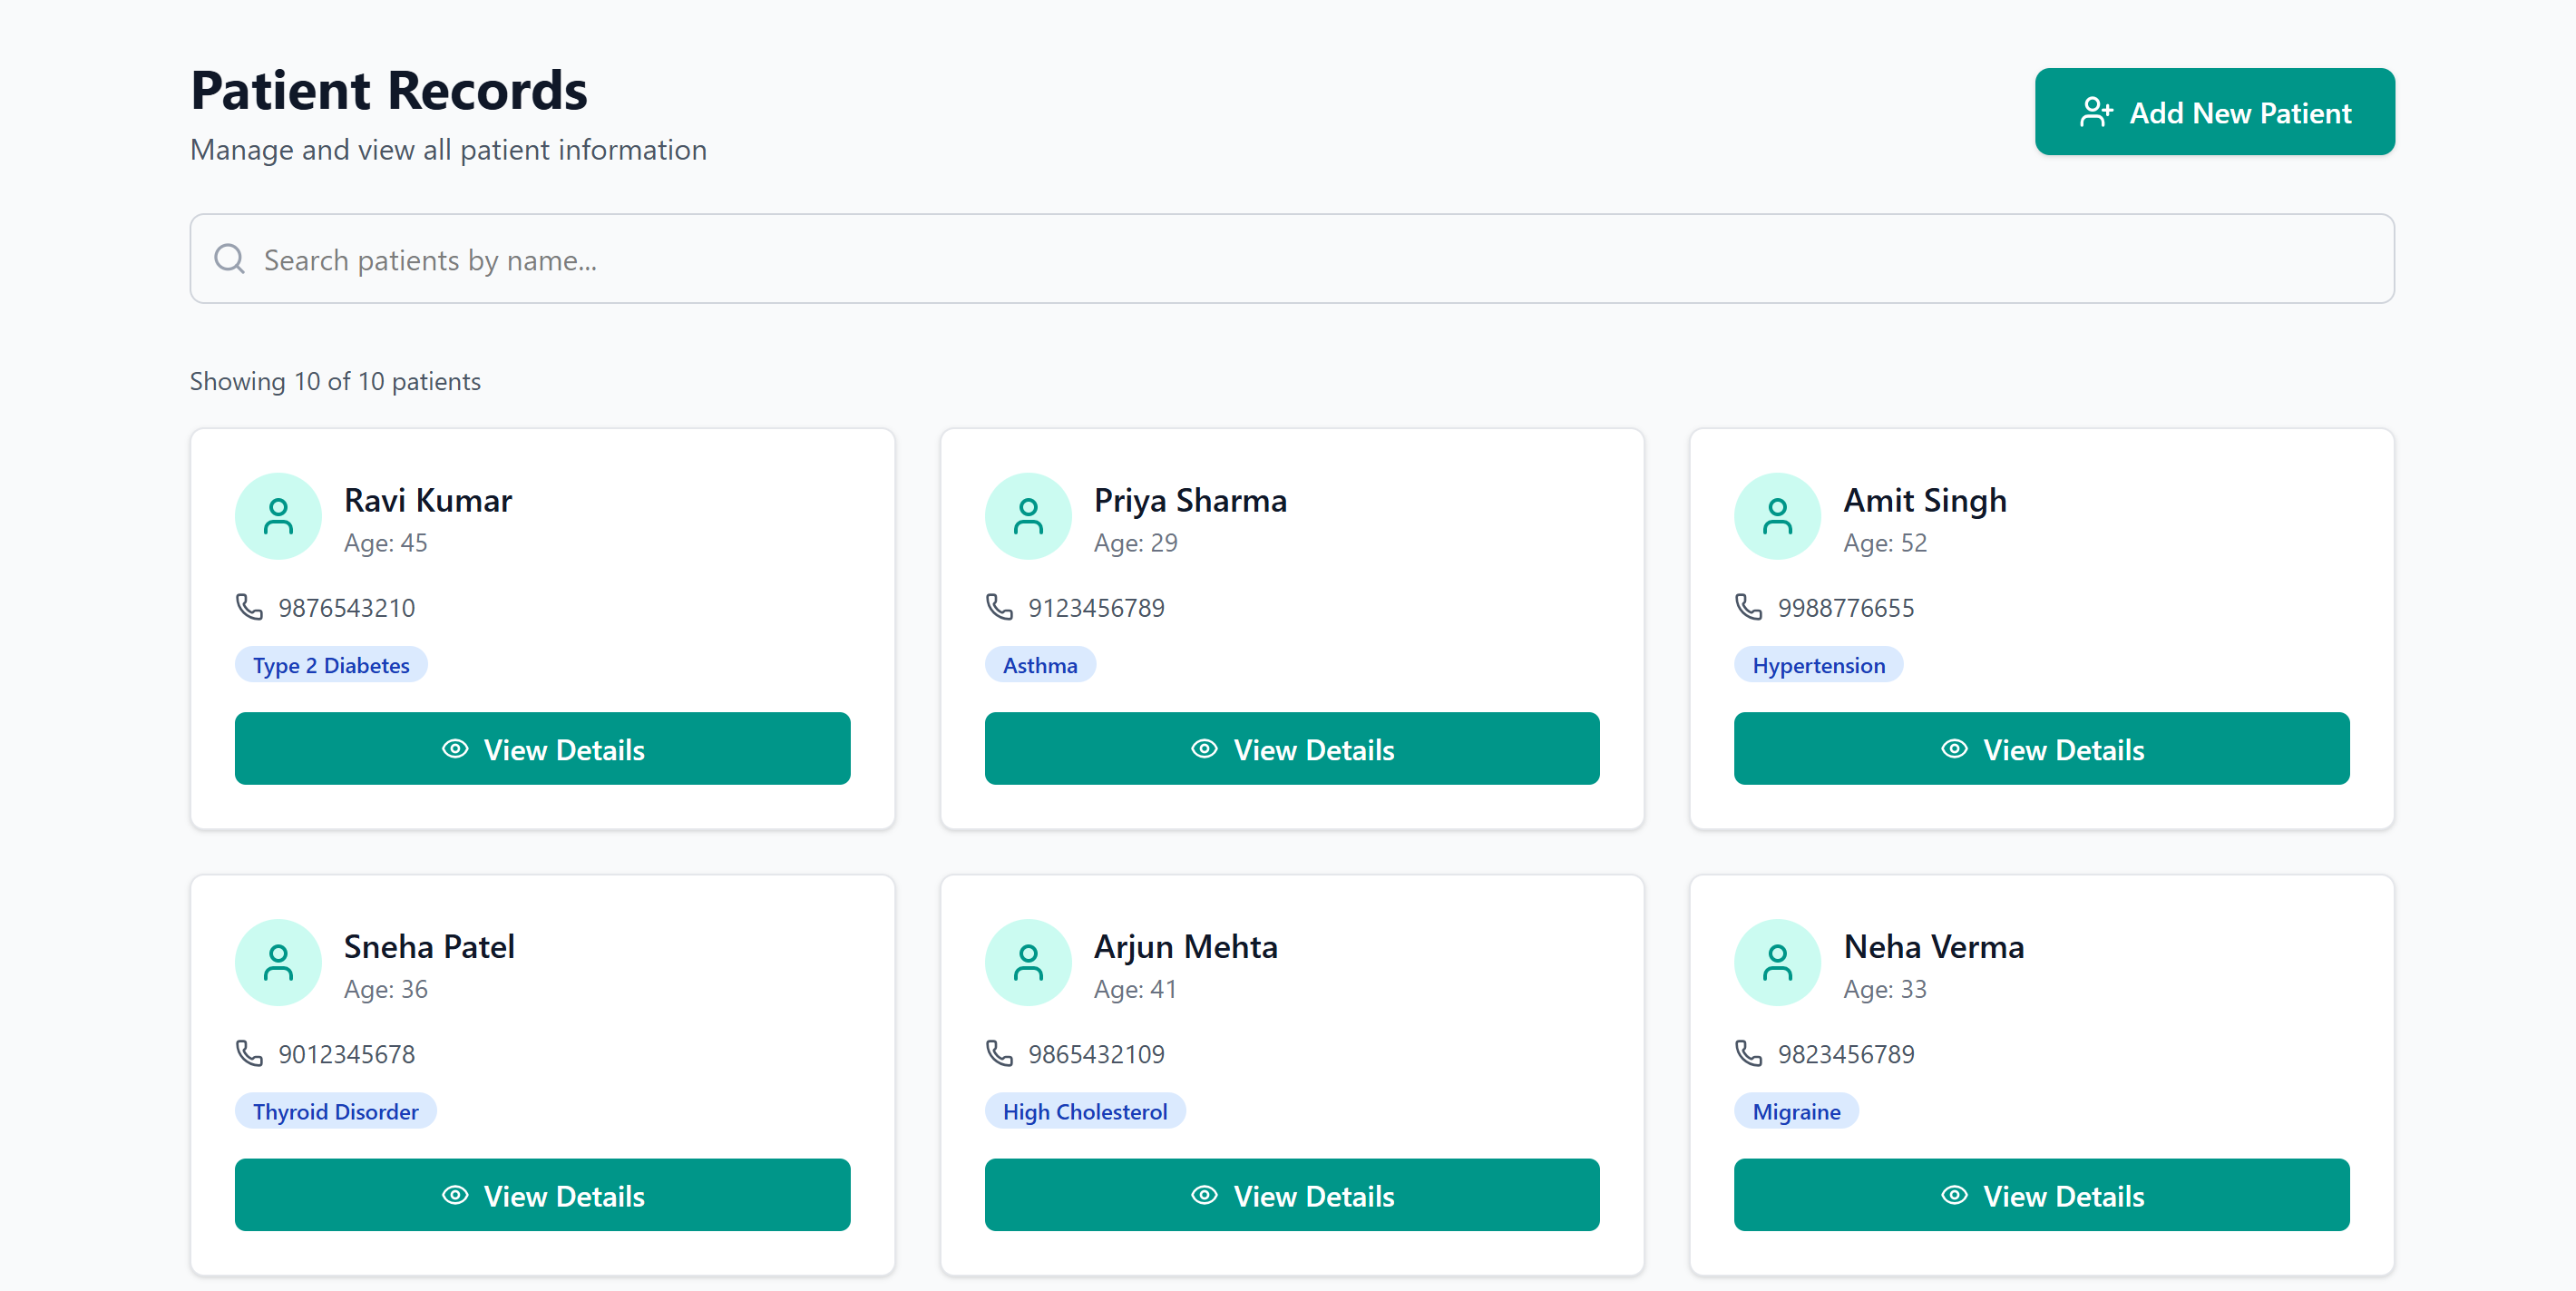 Patient Records
Manage and view all patient information
Add New Patient
Search patients by name...
Showing 10 of 10 patients
Ravi Kumar
Age: 45
9876543210
Type 2 Diabetes
View Details
Priya Sharma
Age: 29
9123456789
Asthma
View Details
Amit Singh
Age: 52
9988776655
Hypertension
View Details
Sneha Patel
Age: 36
9012345678
Thyroid Disorder
View Details
Arjun Mehta
Age: 41
9865432109
High Cholesterol
View Details
Neha Verma
Age: 33
9823456789
Migraine
View Details